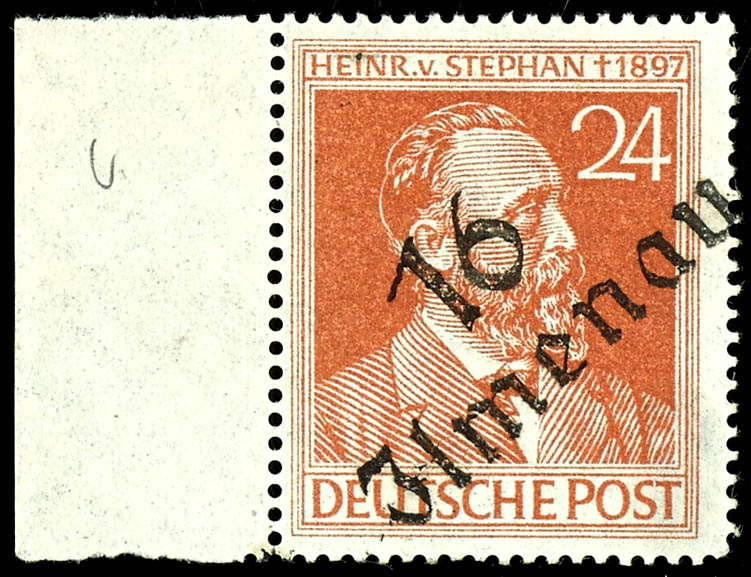 HEINR.v. STEPHAN †1897
24
16
Ilmenau
DEUTSCHE POST